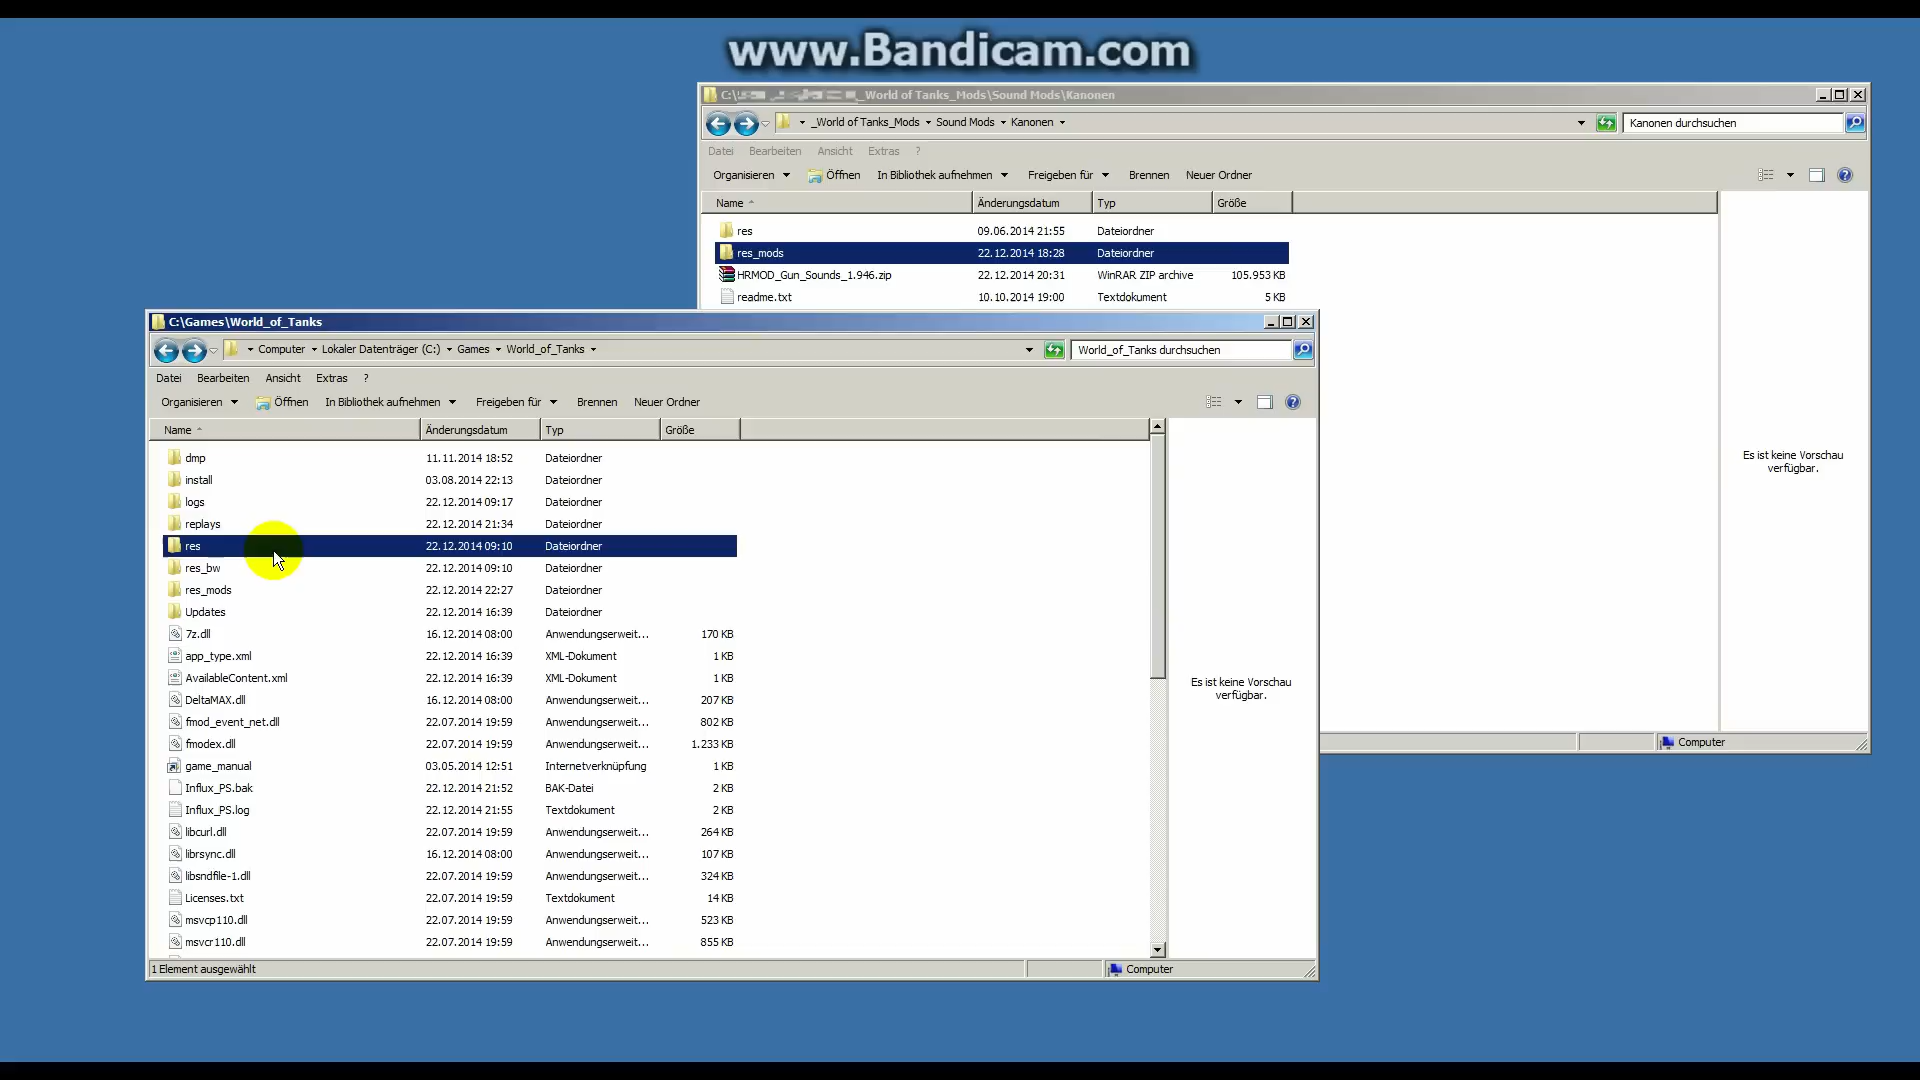 www.Bandicam.com
_World of Tanks_Mods\Sound Mods\Kanonen
_World of Tanks_Mods Sound Mods Kanonen Kanonen durchsuchen
Datei Bearbeiten Ansicht Extras ?
Organisieren Öffnen In Bibliothek aufnehmen Freigeben für Brennen Neuer Ordner
Name Änderungsdatum Typ Größe
res 09.06.2014 21:55 Dateiordner
res_mods 22.12.2014 18:28 Dateiordner
HRMOD_Gun_Sounds_1.946.zip 22.12.2014 20:31 WinRAR ZIP archive 105.953 KB
readme.txt 10.10.2014 19:00 Textdokument 5 KB
Es ist keine Vorschau
verfügbar.
Computer
C:\Games\World_of_Tanks
Computer Lokaler Datenträger (C:) Games World_of_Tanks World_of_Tanks durchsuchen
Datei Bearbeiten Ansicht Extras ?
Organisieren Öffnen In Bibliothek aufnehmen Freigeben für Brennen Neuer Ordner
Name Änderungsdatum Typ Größe
dmp 11.11.2014 18:52 Dateiordner
install 03.08.2014 22:13 Dateiordner
logs 22.12.2014 09:17 Dateiordner
replays 22.12.2014 21:34 Dateiordner
res 22.12.2014 09:10 Dateiordner
res_bw 22.12.2014 09:10 Dateiordner
res_mods 22.12.2014 22:27 Dateiordner
Updates 22.12.2014 16:39 Dateiordner
7z.dll 16.12.2014 08:00 Anwendungserweit... 170 KB
app_type.xml 22.12.2014 16:39 XML-Dokument 1 KB
AvailableContent.xml 22.12.2014 16:39 XML-Dokument 1 KB
DeltaMAX.dll 16.12.2014 08:00 Anwendungserweit... 207 KB
fmod_event_net.dll 22.07.2014 19:59 Anwendungserweit... 802 KB
fmodex.dll 22.07.2014 19:59 Anwendungserweit... 1.233 KB
game_manual 03.05.2014 12:51 Internetverknüpfung 1 KB
Influx_PS.bak 22.12.2014 21:52 BAK-Datei 2 KB
Influx_PS.log 22.12.2014 21:55 Textdokument 2 KB
libcurl.dll 22.07.2014 19:59 Anwendungserweit... 264 KB
librsync.dll 16.12.2014 08:00 Anwendungserweit... 107 KB
libsndfile-1.dll 22.07.2014 19:59 Anwendungserweit... 324 KB
Licenses.txt 22.07.2014 19:59 Textdokument 14 KB
msvcp110.dll 22.07.2014 19:59 Anwendungserweit... 523 KB
msvcr110.dll 22.07.2014 19:59 Anwendungserweit... 855 KB
Es ist keine Vorschau
verfügbar.
1 Element ausgewählt
Computer